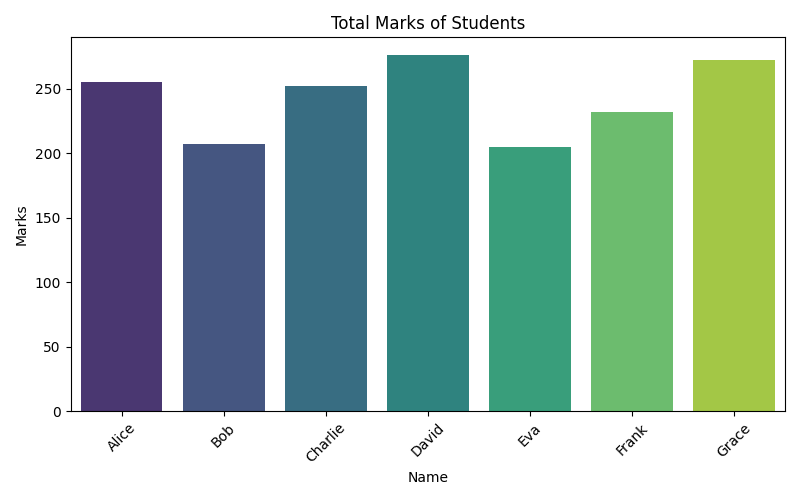 Total Marks of Students
Marks
250
200
150
100
50
0
Alice
Bob
Charlie
David
Eva
Frank
Grace
Name